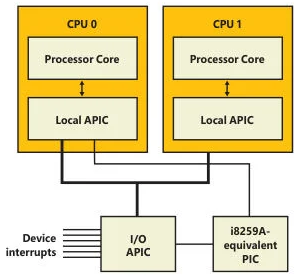 CPU 0
CPU 1
Processor Core
Processor Core
Local APIC
Local APIC
Device
interrupts
I/O
APIC
i8259A-
equivalent
PIC